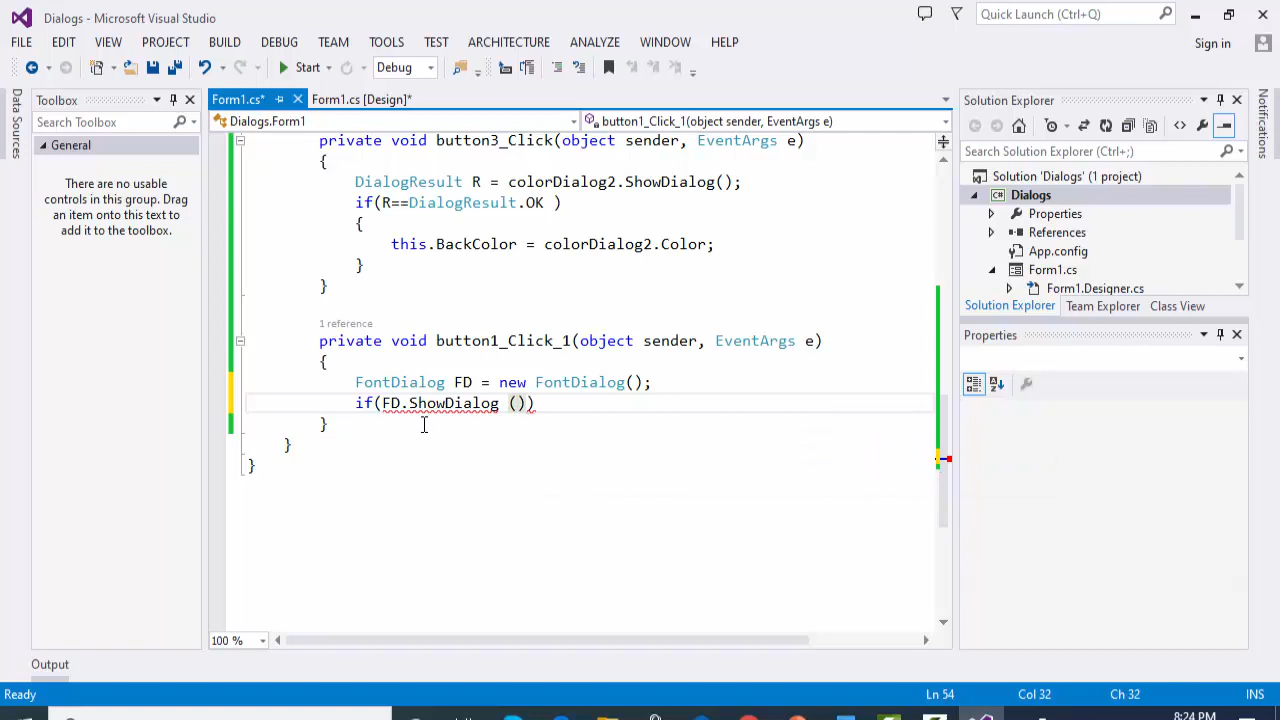 Dialogs - Microsoft Visual Studio
Quick Launch (Ctrl+Q)
FILE EDIT VIEW PROJECT BUILD DEBUG TEAM TOOLS TEST ARCHITECTURE ANALYZE WINDOW HELP
Sign in
Start Debug
Data Sources
Toolbox
Search Toolbox
General
There are no usable
controls in this group. Drag
an item onto this text to
add it to the toolbox.
Form1.cs* Form1.cs [Design]*
Dialogs.Form1 button1_Click_1(object sender, EventArgs e)
private void button3_Click(object sender, EventArgs e)
{
DialogResult R = colorDialog2.ShowDialog();
if(R==DialogResult.OK )
{
this.BackColor = colorDialog2.Color;
}
}
1 reference
private void button1_Click_1(object sender, EventArgs e)
{
FontDialog FD = new FontDialog();
if(FD.ShowDialog ())
}
}
}
100 %
Solution Explorer
Search Solution Explorer (Ctrl+;)
Solution 'Dialogs' (1 project)
C# Dialogs
Properties
References
App.config
Form1.cs
Form1.Designer.cs
Solution Explorer Team Explorer Class View
Properties
Notifications
Output
Ready Ln 54 Col 32 Ch 32 INS
8:24 PM